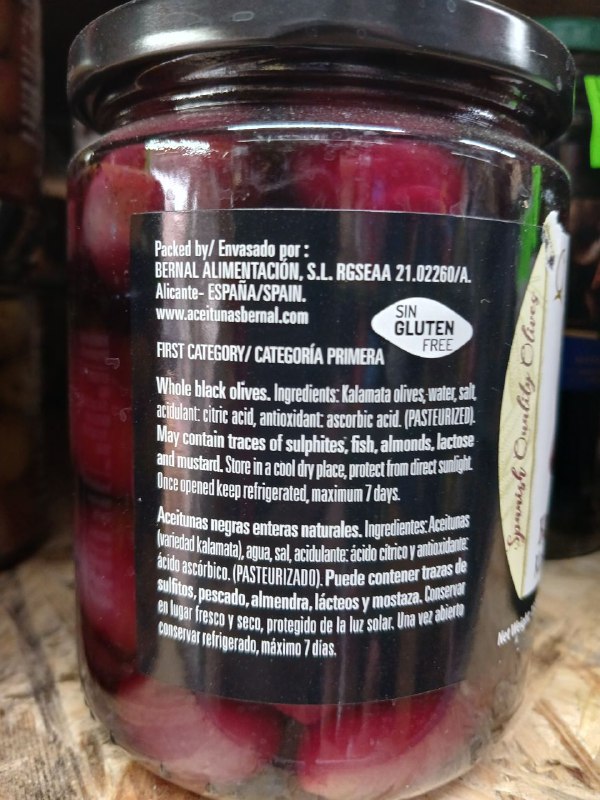 Packed by/ Envasado por :
BERNAL ALIMENTACIÓN, S.L. RGSEAA 21.02260/A.
Alicante- ESPAÑA/SPAIN.
www.aceitunasbernal.com
SIN
GLUTEN
FREE
FIRST CATEGORY/ CATEGORÍA PRIMERA
Whole black olives. Ingredients: Kalamata olives, water, salt,
acidulant: citric acid, antioxidant: ascorbic acid. (PASTEURIZED).
May contain traces of sulphites, fish, almonds, lactose
and mustard. Store in a cool dry place, protect from direct sunlight.
Once opened keep refrigerated, maximum 7 days.
Aceitunas negras enteras naturales. Ingredientes: Aceitunas
(variedad kalamata), agua, sal, acidulante: ácido cítrico y antioxidante:
ácido ascórbico. (PASTEURIZADO). Puede contener trazas de
sulfitos, pescado, almendra, lácteos y mostaza. Conservar
en lugar fresco y seco, protegido de la luz solar. Una vez abierto
conservar refrigerado, máximo 7 días.
Spanish Quality Olives
Net